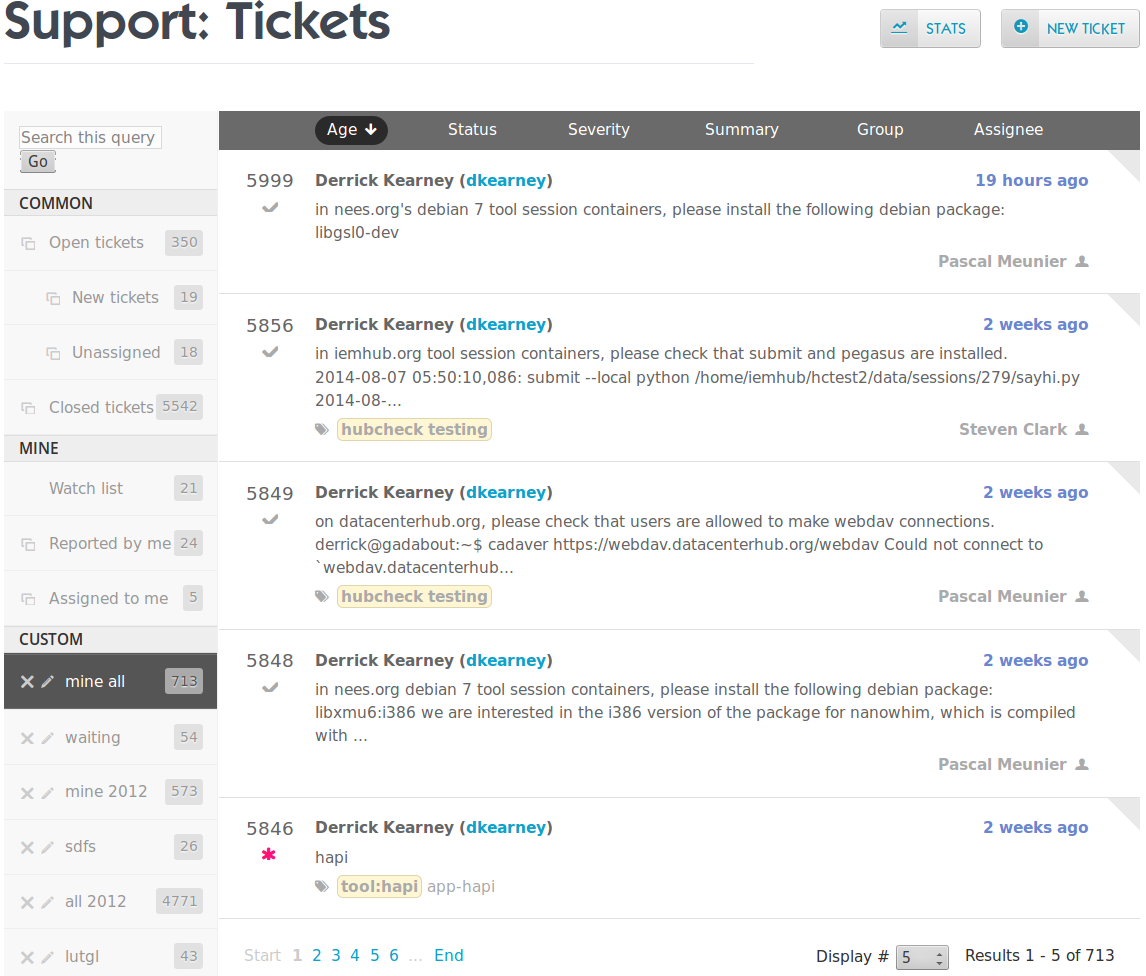 Support: Tickets
STATS
NEW TICKET
Search this query
Go
COMMON
Open tickets 350
New tickets 19
Unassigned 18
Closed tickets 5542
MINE
Watch list 21
Reported by me 24
Assigned to me 5
CUSTOM
mine all 713
waiting 54
mine 2012 573
sdfs 26
all 2012 4771
lutgl 43
Age Status Severity Summary Group Assignee
5999 Derrick Kearney (dkearney) 19 hours ago
in nees.org's debian 7 tool session containers, please install the following debian package:
libgsl0-dev
Pascal Meunier
5856 Derrick Kearney (dkearney) 2 weeks ago
in iemhub.org tool session containers, please check that submit and pegasus are installed.
2014-08-07 05:50:10,086: submit --local python /home/iemhub/hctest2/data/sessions/279/sayhi.py
2014-08-...
hubcheck testing Steven Clark
5849 Derrick Kearney (dkearney) 2 weeks ago
on datacenterhub.org, please check that users are allowed to make webdav connections.
derrick@gadabout:~$ cadaver https://webdav.datacenterhub.org/webdav Could not connect to
`webdav.datacenterhub...
hubcheck testing Pascal Meunier
5848 Derrick Kearney (dkearney) 2 weeks ago
in nees.org debian 7 tool session containers, please install the following debian package:
libxmu6:i386 we are interested in the i386 version of the package for nanowhim, which is compiled
with ...
Pascal Meunier
5846 Derrick Kearney (dkearney) 2 weeks ago
hapi
tool:hapi app-hapi
Start 1 2 3 4 5 6 ... End
Display # 5 Results 1 - 5 of 713